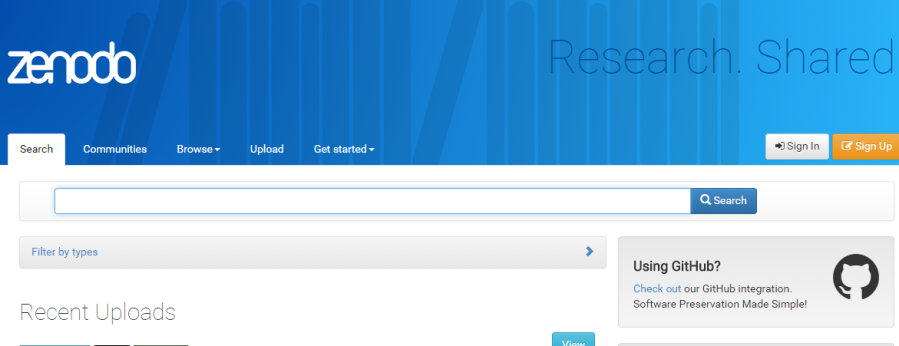 zenodo
Research. Shared
Search
Communities
Browse
Upload
Get started
Sign In
Sign Up
Search
Filter by types
Using GitHub?
Check out our GitHub integration.
Software Preservation Made Simple!
Recent Uploads
View